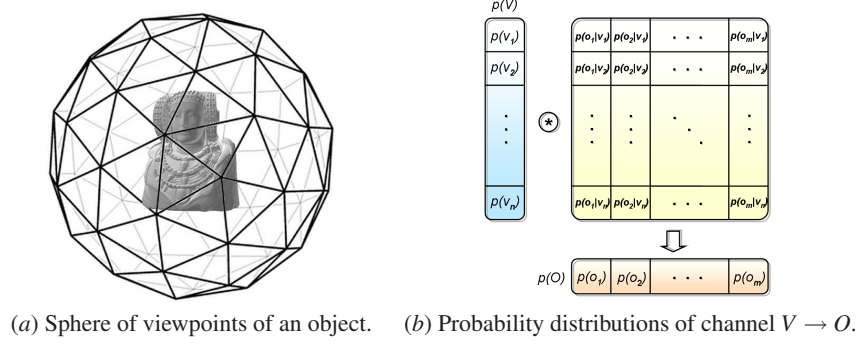 p(V)
p(v₁) p(o₁|v₁) p(o₂|v₁) . . . p(oₘ|v₁)
p(v₂) p(o₁|v₂) p(o₂|v₂) . . . p(oₘ|v₂)
*
p(vₙ) p(o₁|vₙ) p(o₂|vₙ) . . . p(oₘ|vₙ)
p(O) p(o₁) p(o₂) . . . p(oₘ)
(a) Sphere of viewpoints of an object. (b) Probability distributions of channel V → O.